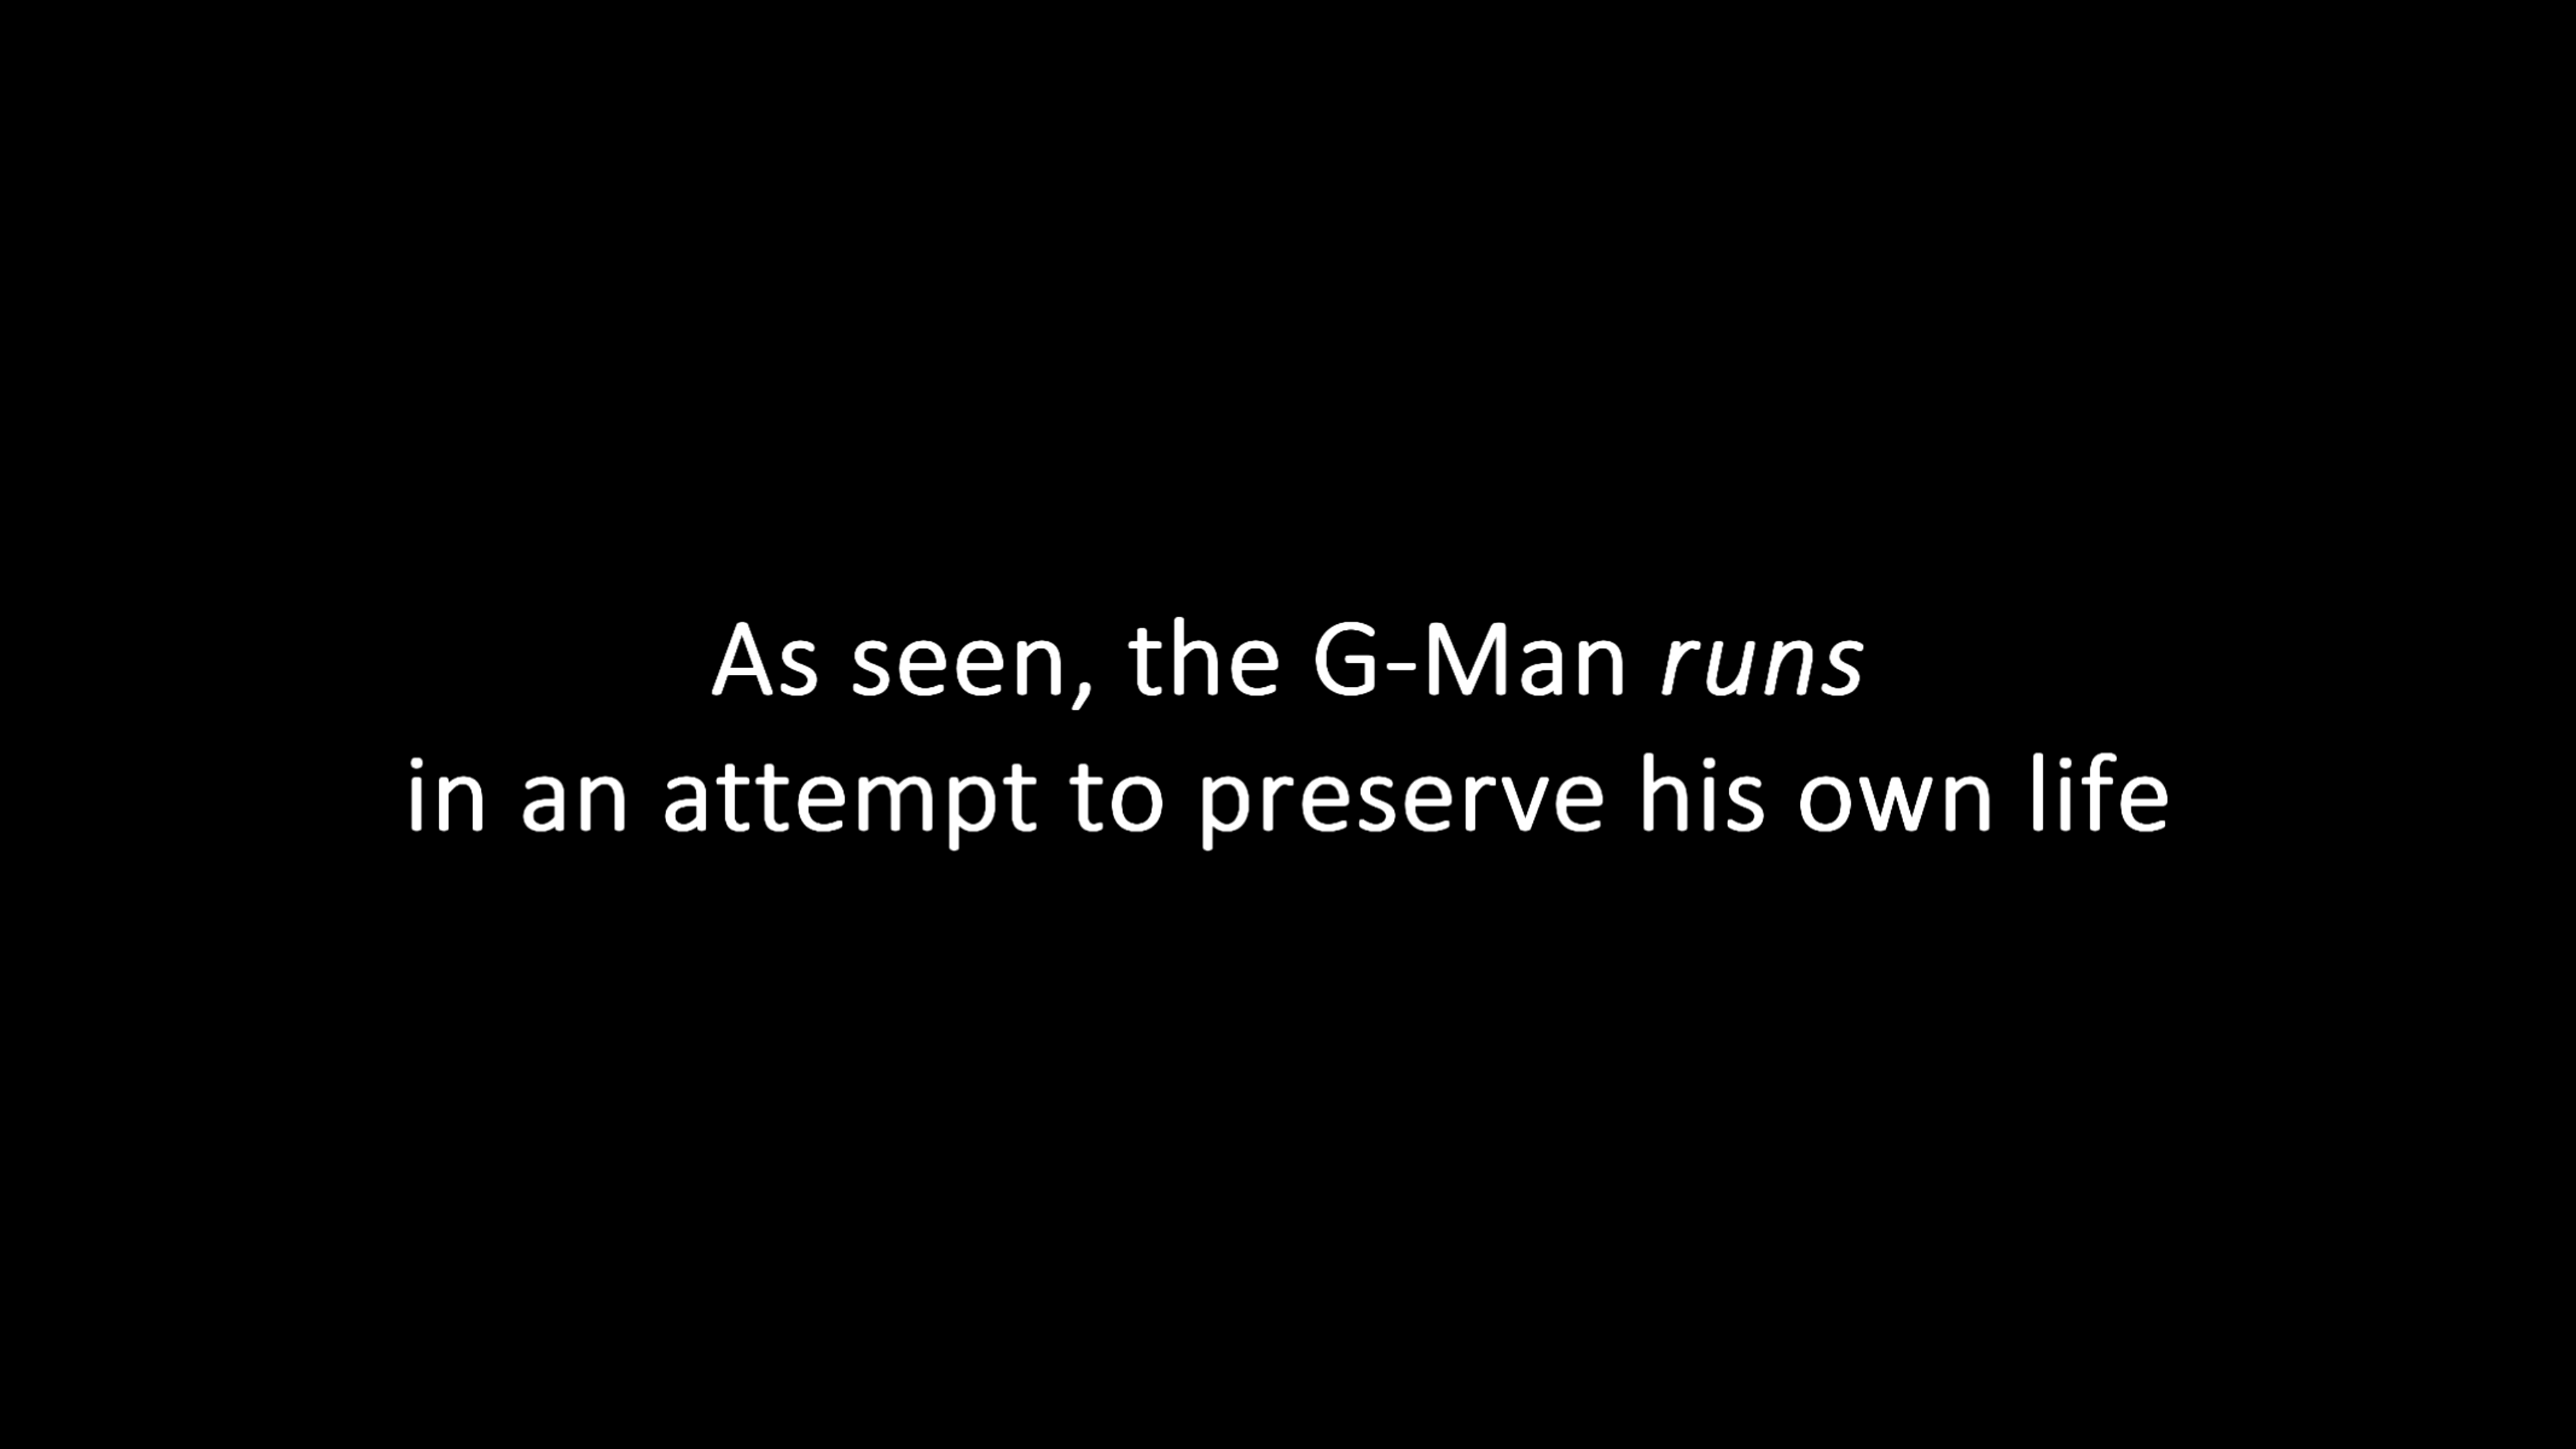 As seen, the G-Man runs
in an attempt to preserve his own life